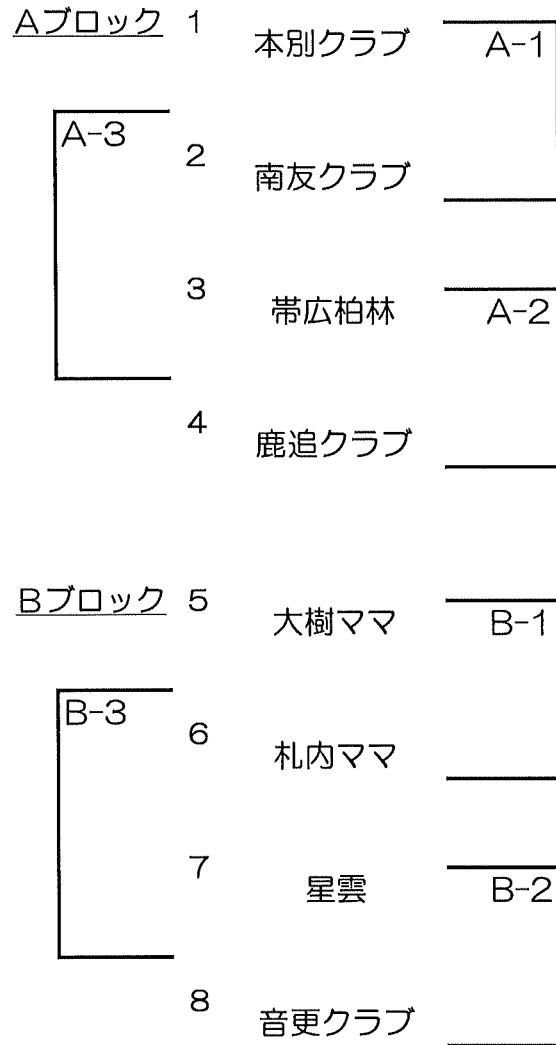 Aブロック 1
本別クラブ A-1
A-3
2
南友クラブ
3
帯広柏林 A-2
4
鹿追クラブ
Bブロック 5
大樹ママ B-1
B-3
6
札内ママ
7
星雲 B-2
8
音更クラブ